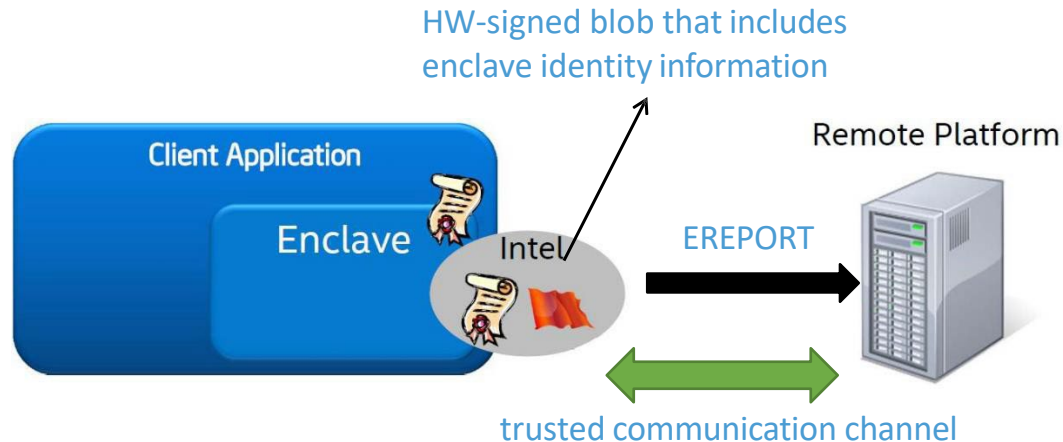 HW-signed blob that includes
enclave identity information
Remote Platform
Client Application
Enclave
Intel
EREPORT
trusted communication channel